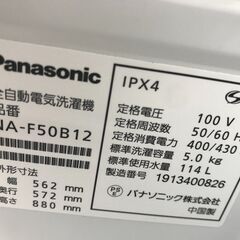 Panasonic
全自動電気洗濯機
品番
NA-F50B12
外形寸法
幅 562 mm
奥行 572 mm
高さ 880 mm
IPX4
定格電圧 100 V
定格周波数 50/60 H
定格消費電力 400/430
標準洗濯容量 5.0 kg
標準使用水量 114 L
製造番号 1913400826
PS E
パナソニック株式会社
中国製